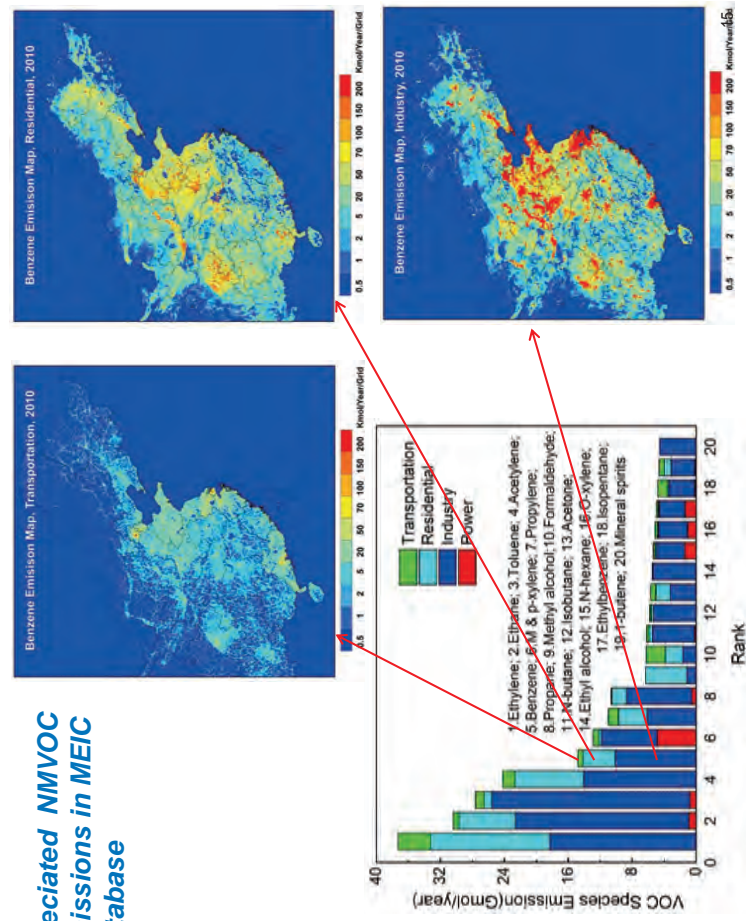 eciated NMVOC
issions in MEIC
tabase
Benzene Emisison Map, Transportation, 2010
0.5 1 2 5 20 50 70 100 150 200 Kmol/Year/Grid
Benzene Emisison Map, Residential, 2010
0.5 1 2 5 20 50 70 100 150 200 Kmol/Year/Grid
VOC Species Emission(Gmol/year)
40
32
24
16
8
0
Transportation
Residential
Industry
Power
1.Ethylene; 2.Ethane; 3.Toluene; 4.Acetylene;
5.Benzene; 6.M & p-xylene; 7.Propylene;
8.Propane; 9.Methyl alcohol; 10.Formaldehyde;
11.N-butane; 12.Isobutane; 13.Acetone;
14.Ethyl alcohol; 15.N-hexane; 16.O-xylene;
17.Ethylbenzene; 18.Isopentane;
19.1-butene; 20.Mineral spirits
0 2 4 6 8 10 12 14 16 18 20
Rank
Benzene Emisison Map, Industry, 2010
0.5 1 2 5 20 50 70 100 150 200 Kmol/Year/Grid
15